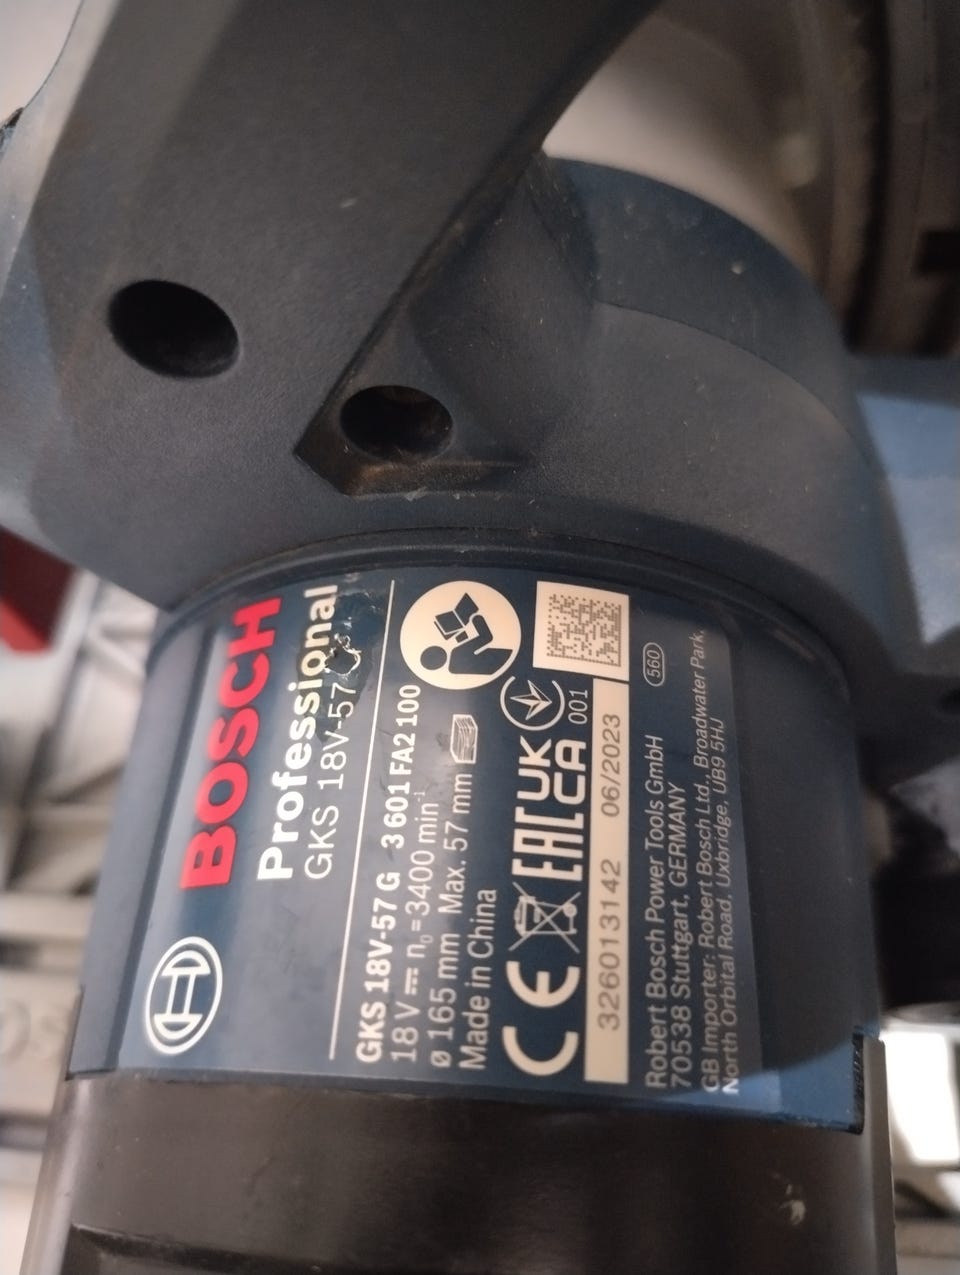 BOSCH
Professional
GKS 18V-57
GKS 18V-57 G 3 601 FA2 100
18 V n₀ = 3400 min⁻¹
ø 165 mm Max. 57 mm
Made in China
CE EAC UK CA 001
326013142 06/2023
560
Robert Bosch Power Tools GmbH
70538 Stuttgart, GERMANY
GB Importer: Robert Bosch Ltd., Broadwater Park,
North Orbital Road, Uxbridge, UB9 5HJ